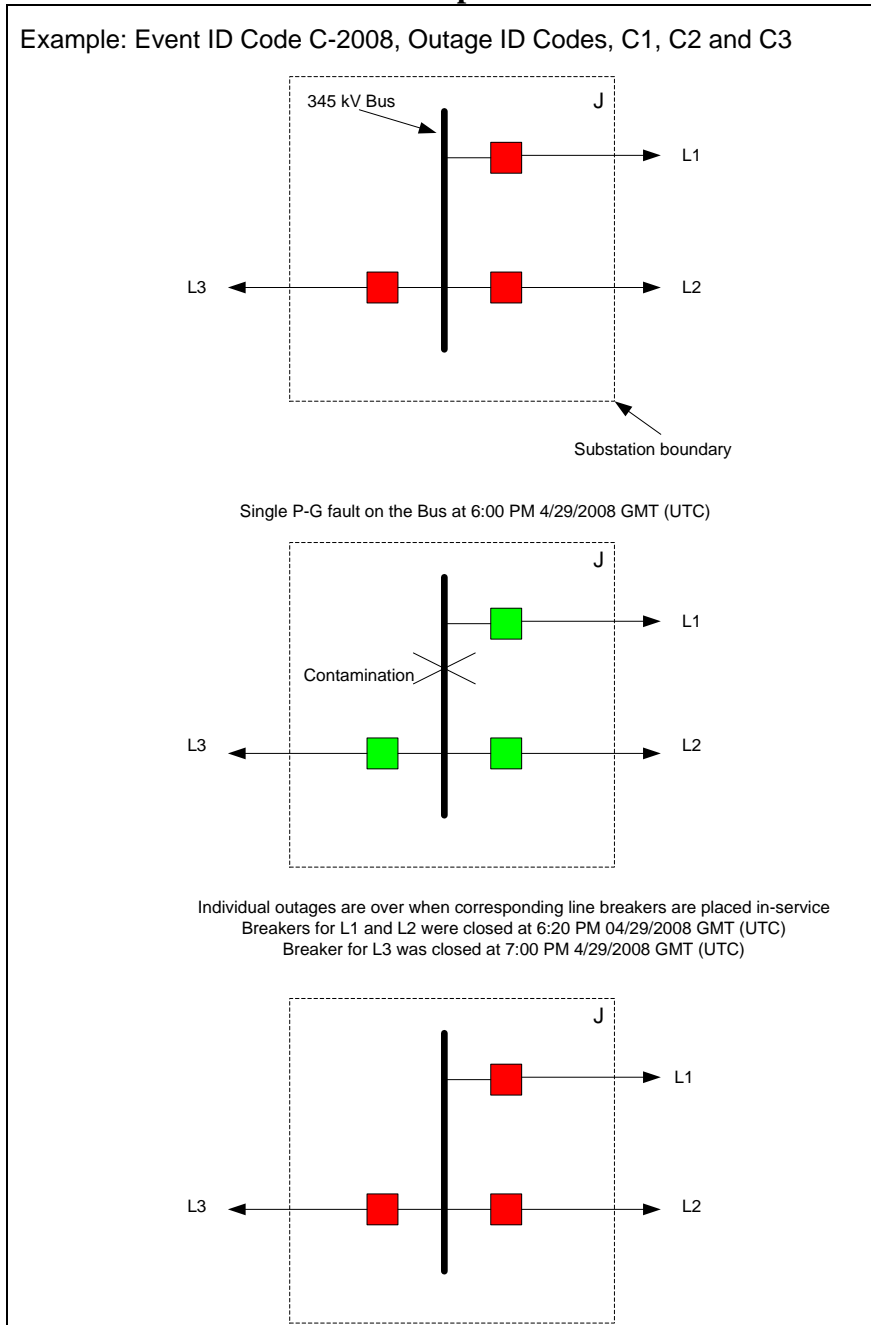 Example: Event ID Code C-2008, Outage ID Codes, C1, C2 and C3
345 kV Bus
J
L1
L3
L2
Substation boundary
Single P-G fault on the Bus at 6:00 PM 4/29/2008 GMT (UTC)
J
L1
Contamination
L3
L2
Individual outages are over when corresponding line breakers are placed in-service
Breakers for L1 and L2 were closed at 6:20 PM 04/29/2008 GMT (UTC)
Breaker for L3 was closed at 7:00 PM 4/29/2008 GMT (UTC)
J
L1
L3
L2